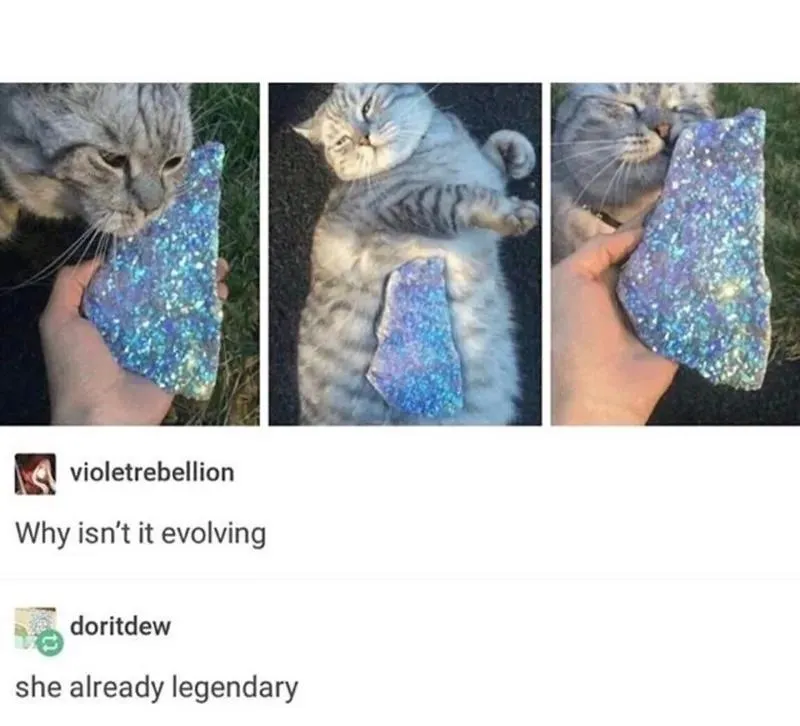 violetrebellion
Why isn't it evolving
doritdew
she already legendary